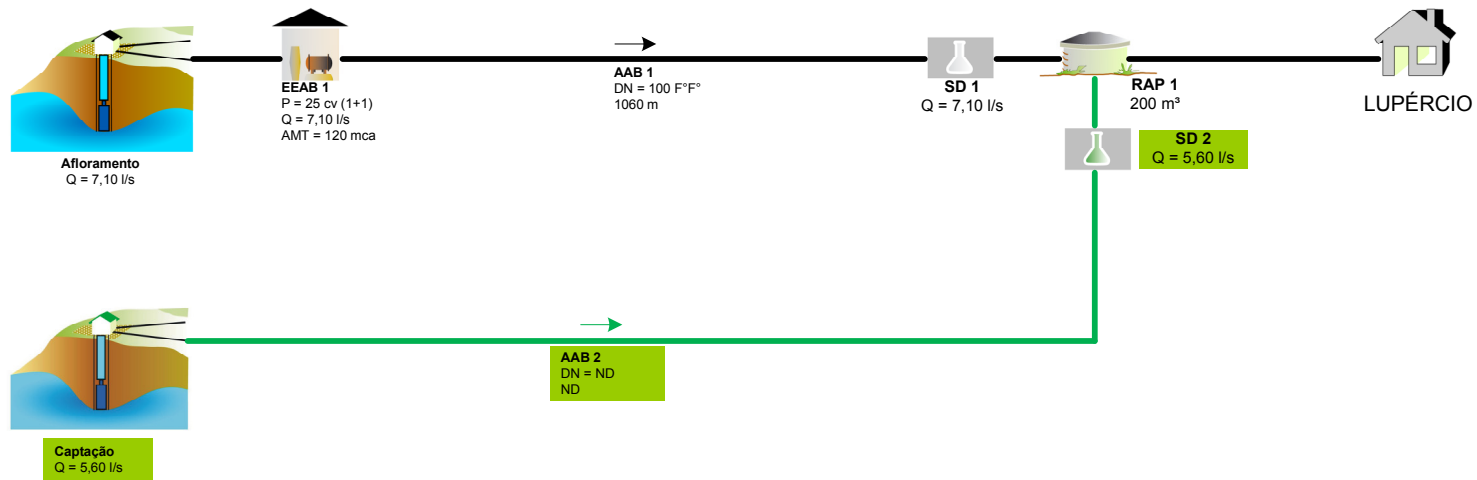 Afloramento
Q = 7,10 l/s
EEAB 1
P = 25 cv (1+1)
Q = 7,10 l/s
AMT = 120 mca
AAB 1
DN = 100 F°F°
1060 m
SD 1
Q = 7,10 l/s
RAP 1
200 m³
LUPÉRCIO
SD 2
Q = 5,60 l/s
AAB 2
DN = ND
ND
Captação
Q = 5,60 l/s